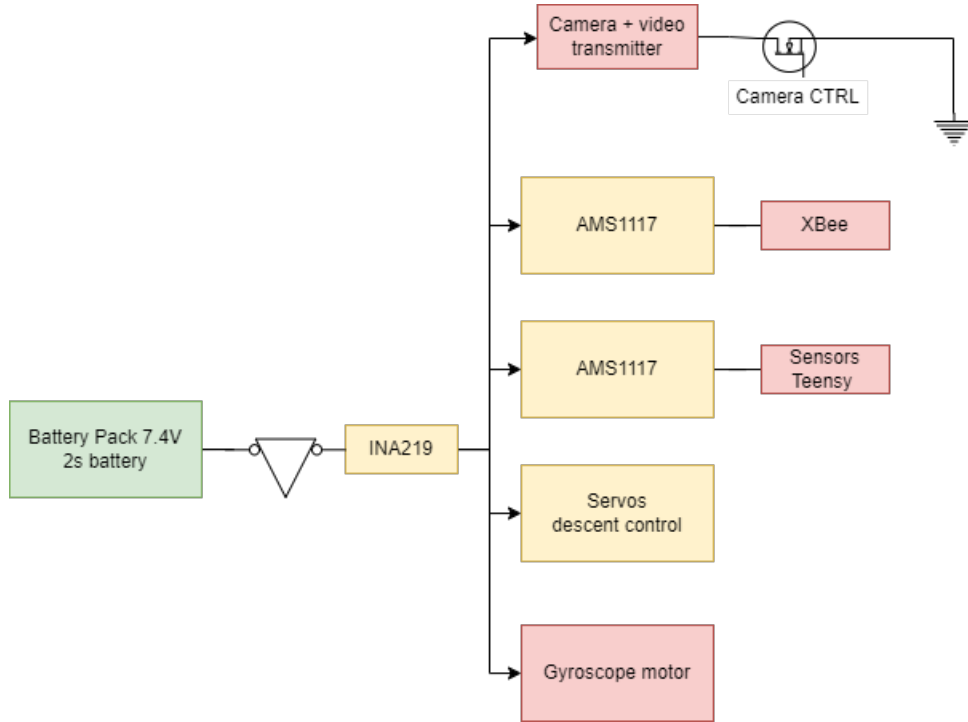 Camera + video
transmitter
Camera CTRL
AMS1117
XBee
AMS1117
Sensors
Teensy
Battery Pack 7.4V
2s battery
INA219
Servos
descent control
Gyroscope motor